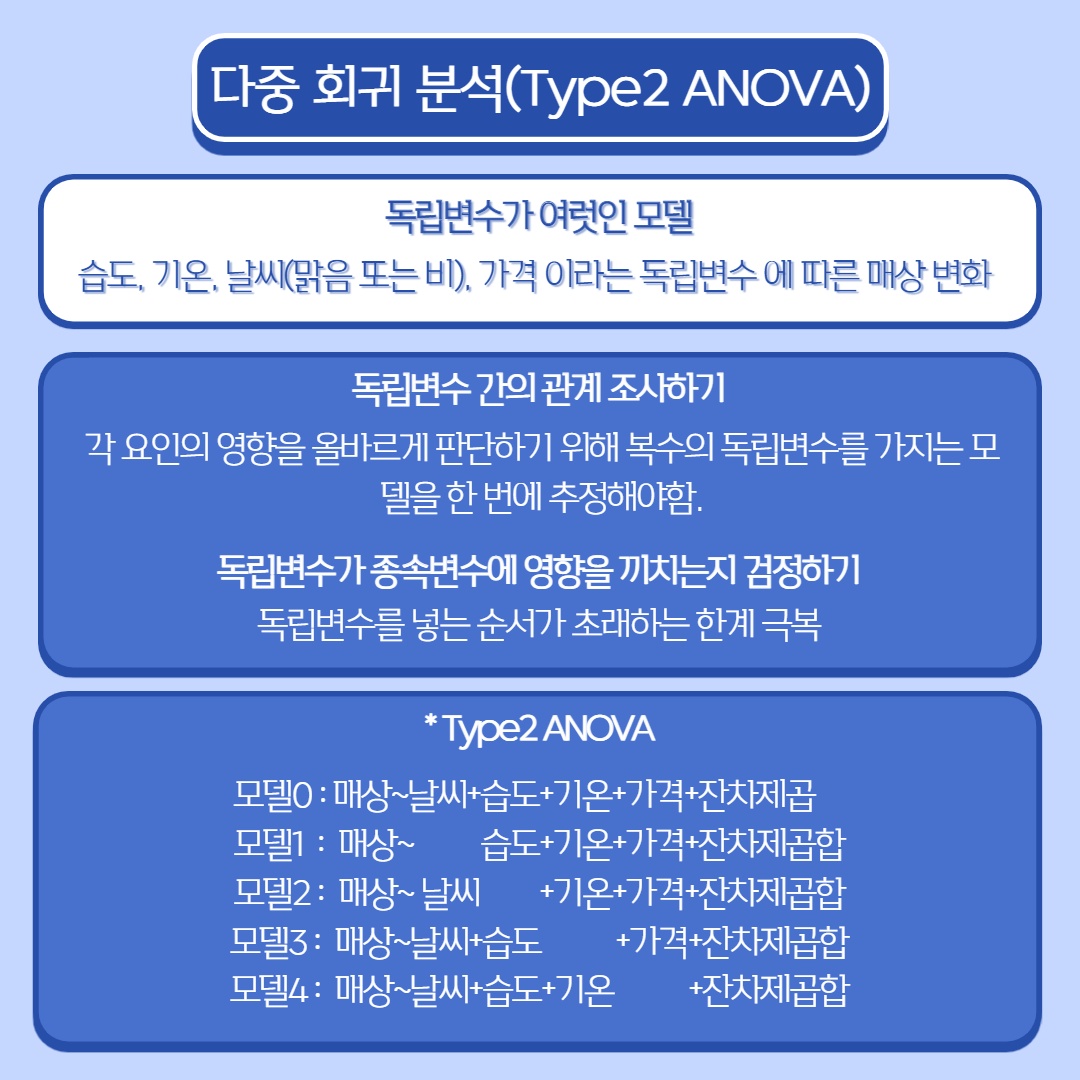 다중 회귀 분석(Type2 ANOVA)
독립변수가 여럿인 모델
습도, 기온, 날씨(맑음 또는 비), 가격 이라는 독립변수 에 따른 매상 변화
독립변수 간의 관계 조사하기
각 요인의 영향을 올바르게 판단하기 위해 복수의 독립변수를 가지는 모
델을 한 번에 추정해야함.
독립변수가 종속변수에 영향을 끼치는지 검정하기
독립변수를 넣는 순서가 초래하는 한계 극복
* Type2 ANOVA
모델0 : 매상~날씨+습도+기온+가격+잔차제곱
모델1 : 매상~ 습도+기온+가격+잔차제곱합
모델2 : 매상~ 날씨 +기온+가격+잔차제곱합
모델3 : 매상~날씨+습도 +가격+잔차제곱합
모델4 : 매상~날씨+습도+기온 +잔차제곱합